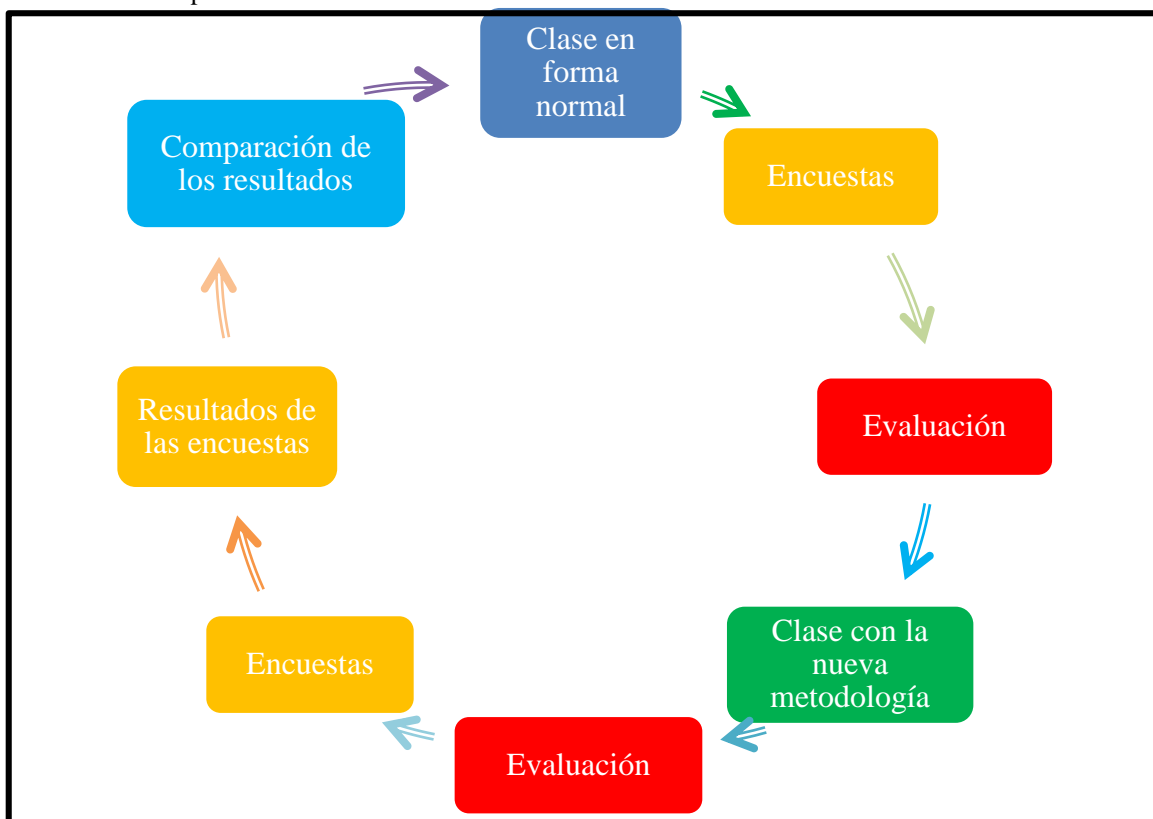 Clase en
forma
normal
Encuestas
Evaluación
Clase con la
nueva
metodología
Evaluación
Encuestas
Resultados de
las encuestas
Comparación de
los resultados